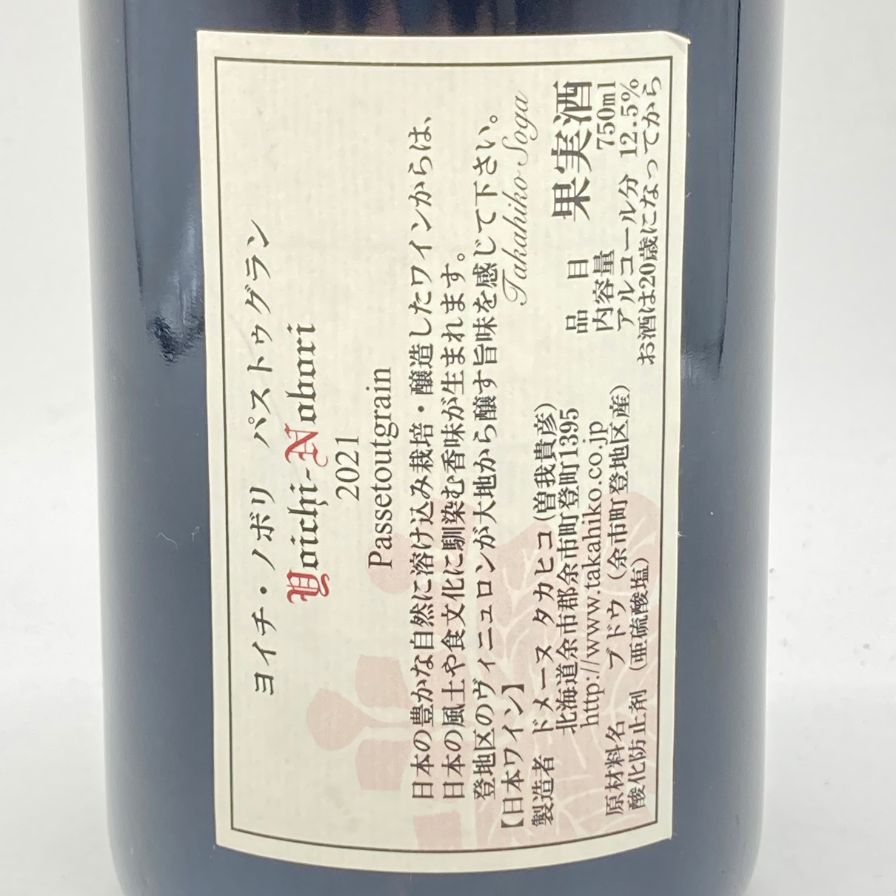 ヨイチ・ノボリ パストゥグラン
Yoichi-Nobori
2021
Passetoutgrain
日本の豊かな自然に溶け込み栽培・醸造したワインからは、
日本の風土や食文化に馴染む香味が生まれます。
登地区のヴィニュロンが大地から醸す旨味を感じて下さい。
Takahiko Soga
【日本ワイン】
製造者 ドメーヌ タカヒコ(曽我貴彦)
北海道余市郡余市町登町1395
http://www.takahiko.co.jp
原材料名 ブドウ（余市町登地区産）
酸化防止剤（亜硫酸塩）
品目 果実酒
内容量 750ml
アルコール分 12.5%
お酒は20歳になってから